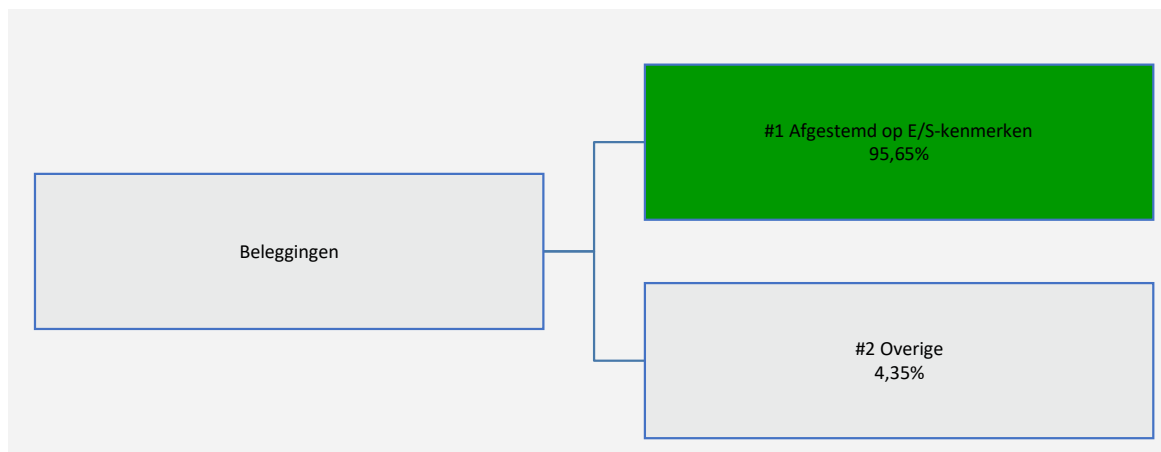 #1 Afgestemd op E/S-kenmerken
95,65%
Beleggingen
#2 Overige
4,35%